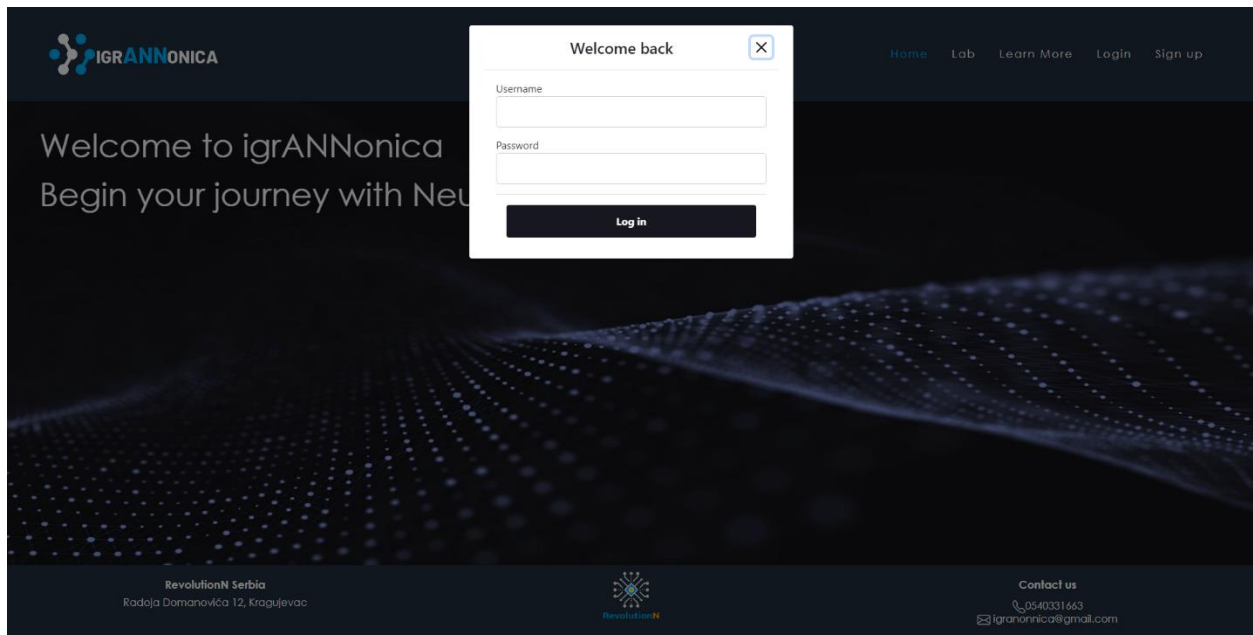 IGRANNONICA
Home Lab Learn More Login Sign up
Welcome back
Username
Password
Log in
Welcome to igrANNonica
Begin your journey with Neu
RevolutionN Serbia
Radoja Domanovića 12, Kragujevac
RevolutionN
Contact us
0540331663
igranonnica@gmail.com